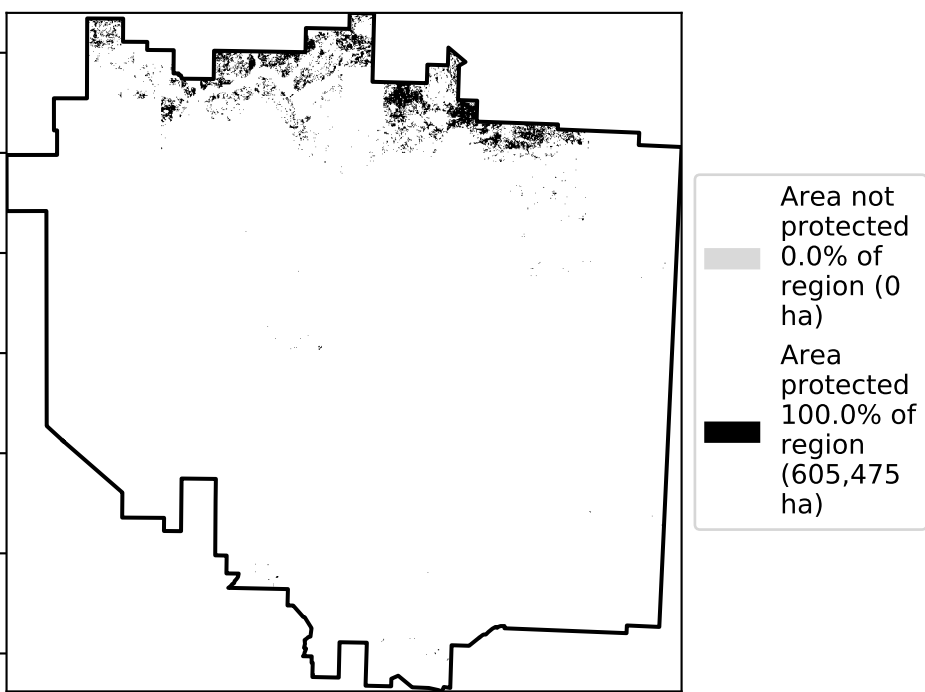 Area not
protected
0.0% of
region (0
ha)
Area
protected
100.0% of
region
(605,475
ha)